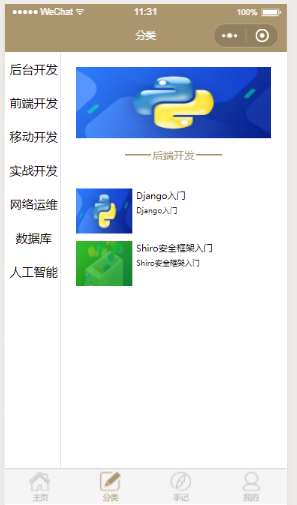 WeChat 11:31 100%
分类
后台开发
前端开发
移动开发
实战开发
网络运维
数据库
人工智能
后端开发
Django入门
Django入门
Shiro安全框架入门
Shiro安全框架入门
主页 分类 手记 我的